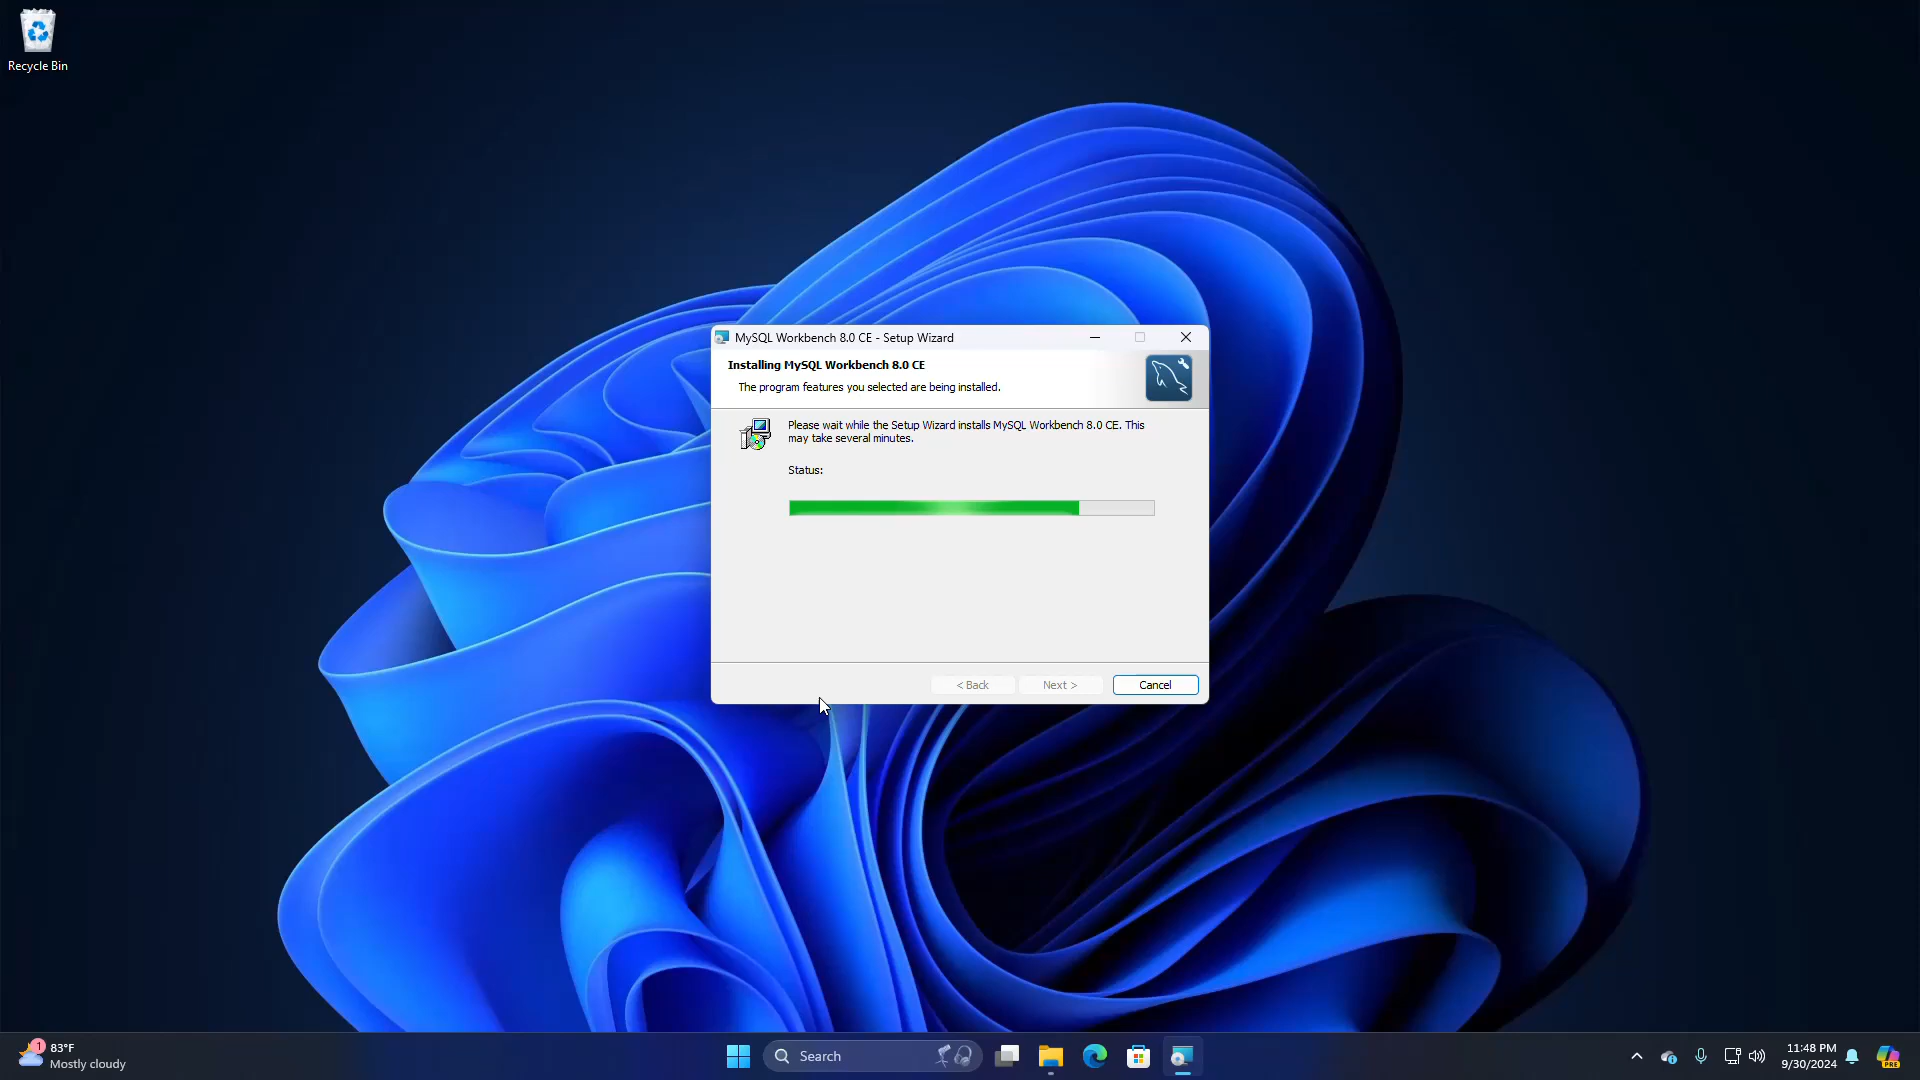 Recycle Bin
MySQL Workbench 8.0 CE - Setup Wizard
Installing MySQL Workbench 8.0 CE
The program features you selected are being installed.
Please wait while the Setup Wizard installs MySQL Workbench 8.0 CE. This
may take several minutes.
Status:
< Back
Next >
Cancel
1
83°F
Mostly cloudy
Search
11:48 PM
9/30/2024
PRE